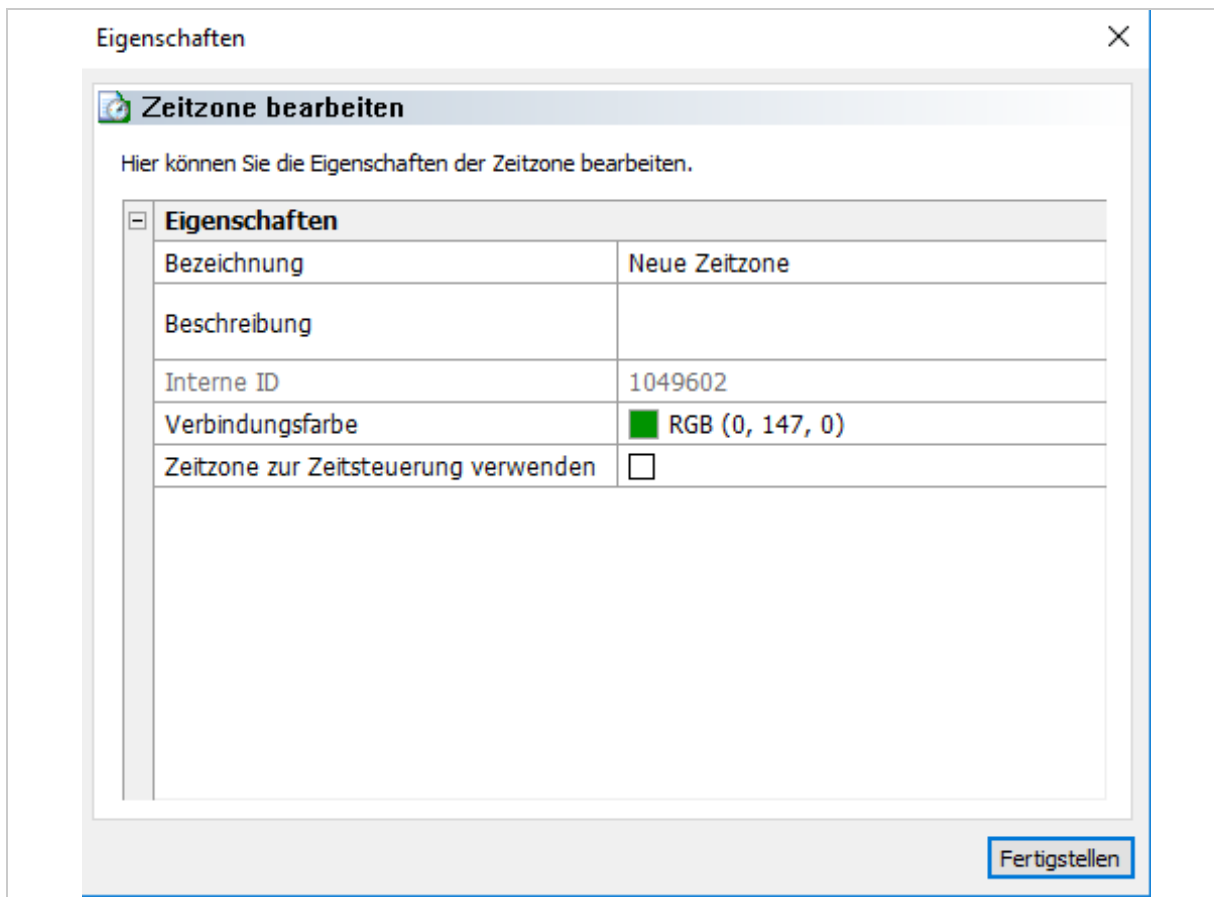 Eigenschaften
Zeitzone bearbeiten
Hier können Sie die Eigenschaften der Zeitzone bearbeiten.
Eigenschaften
Bezeichnung Neue Zeitzone
Beschreibung
Interne ID 1049602
Verbindungsfarbe RGB (0, 147, 0)
Zeitzone zur Zeitsteuerung verwenden
Fertigstellen